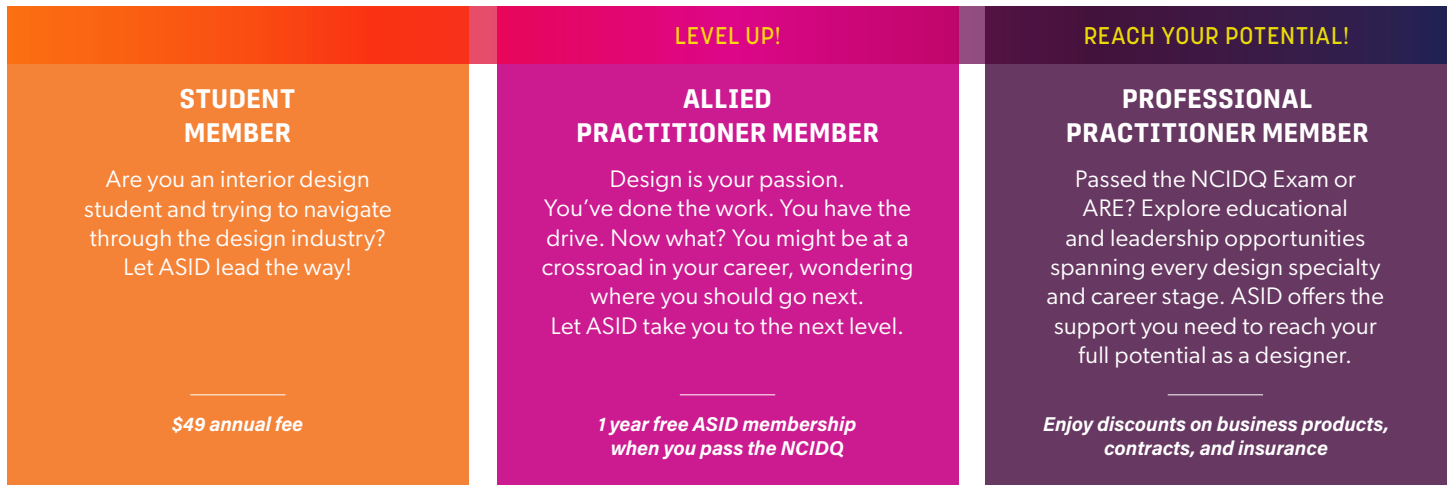 STUDENT
MEMBER
Are you an interior design
student and trying to navigate
through the design industry?
Let ASID lead the way!
$49 annual fee
LEVEL UP!
ALLIED
PRACTITIONER MEMBER
Design is your passion.
You’ve done the work. You have the
drive. Now what? You might be at a
crossroad in your career, wondering
where you should go next.
Let ASID take you to the next level.
1 year free ASID membership
when you pass the NCIDQ
REACH YOUR POTENTIAL!
PROFESSIONAL
PRACTITIONER MEMBER
Passed the NCIDQ Exam or
ARE? Explore educational
and leadership opportunities
spanning every design specialty
and career stage. ASID offers the
support you need to reach your
full potential as a designer.
Enjoy discounts on business products,
contracts, and insurance